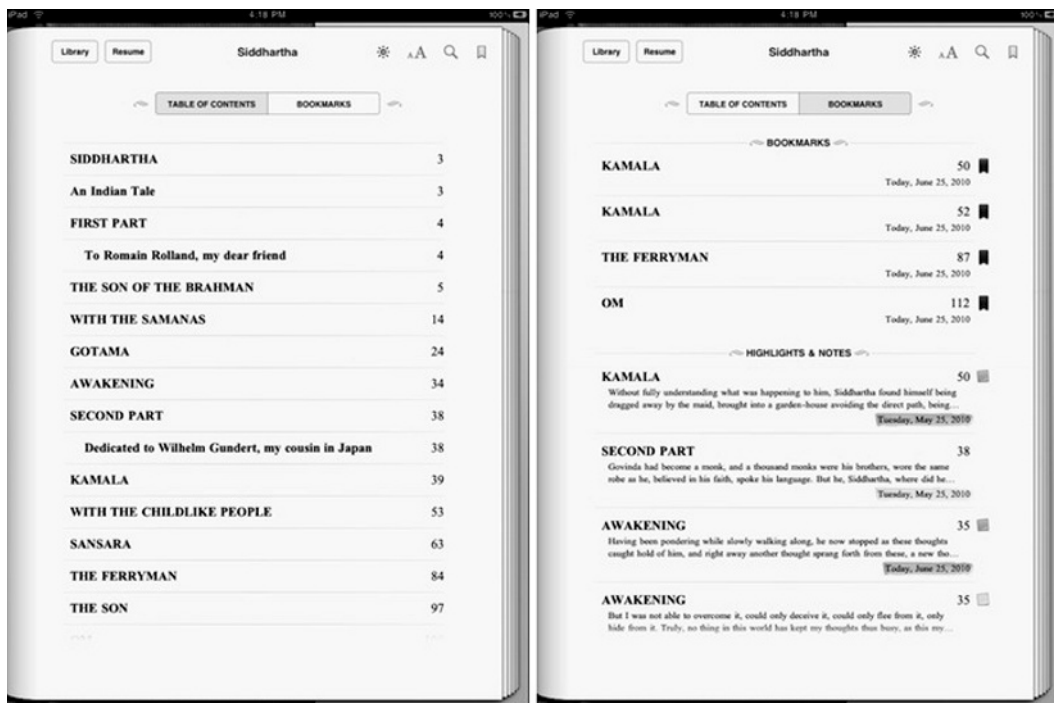 iPad 4:18 PM 100%
Library Resume Siddhartha AA
TABLE OF CONTENTS BOOKMARKS
SIDDHARTHA 3
An Indian Tale 3
FIRST PART 4
To Romain Rolland, my dear friend 4
THE SON OF THE BRAHMAN 5
WITH THE SAMANAS 14
GOTAMA 24
AWAKENING 34
SECOND PART 38
Dedicated to Wilhelm Gundert, my cousin in Japan 38
KAMALA 39
WITH THE CHILDLIKE PEOPLE 53
SANSARA 63
THE FERRYMAN 84
THE SON 97
iPad 4:18 PM 100%
Library Resume Siddhartha AA
TABLE OF CONTENTS BOOKMARKS
BOOKMARKS
KAMALA 50
Today, June 25, 2010
KAMALA 52
Today, June 25, 2010
THE FERRYMAN 87
Today, June 25, 2010
OM 112
Today, June 25, 2010
HIGHLIGHTS & NOTES
KAMALA 50
Without fully understanding what was happening to him, Siddhartha found himself being
dragged away by the maid, brought into a garden-house avoiding the direct path, being...
Tuesday, May 25, 2010
SECOND PART 38
Govinda had become a monk, and a thousand monks were his brothers, wore the same
robe as he, believed in his faith, spoke his language. But he, Siddhartha, where did he...
Tuesday, May 25, 2010
AWAKENING 35
Having been pondering while slowly walking along, he now stopped as these thoughts
caught hold of him, and right away another thought sprang forth from these, a new tho...
Today, June 25, 2010
AWAKENING 35
But I was not able to overcome it, could only deceive it, could only flee from it, only
hide from it. Truly, no thing in this world has kept my thoughts thus busy, as this my...